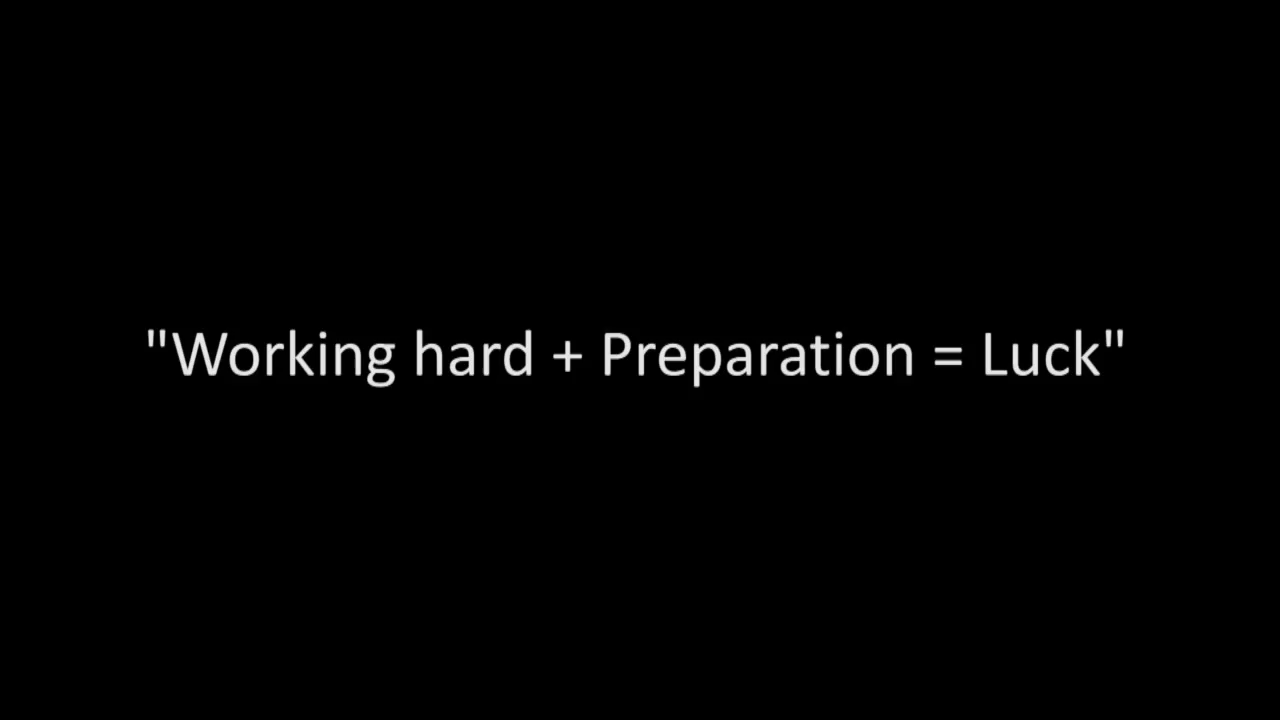 "Working hard + Preparation = Luck"